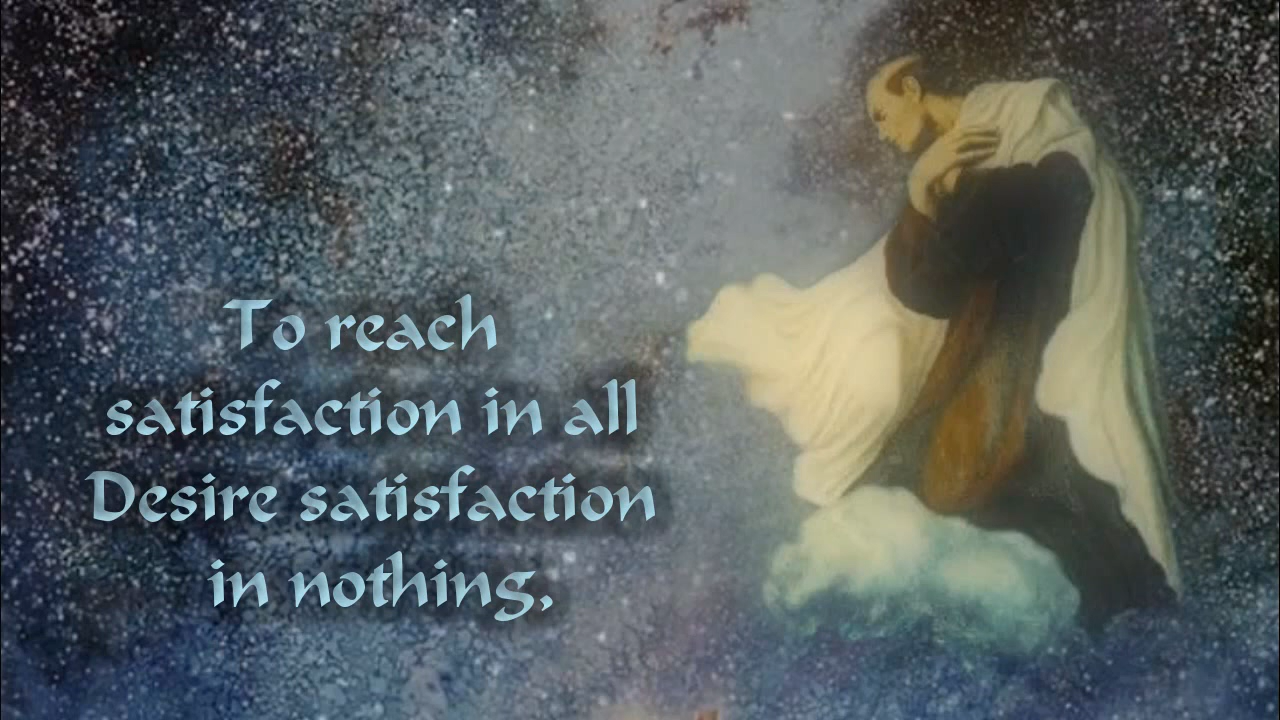 To reach
satisfaction in all
Desire satisfaction
in nothing,